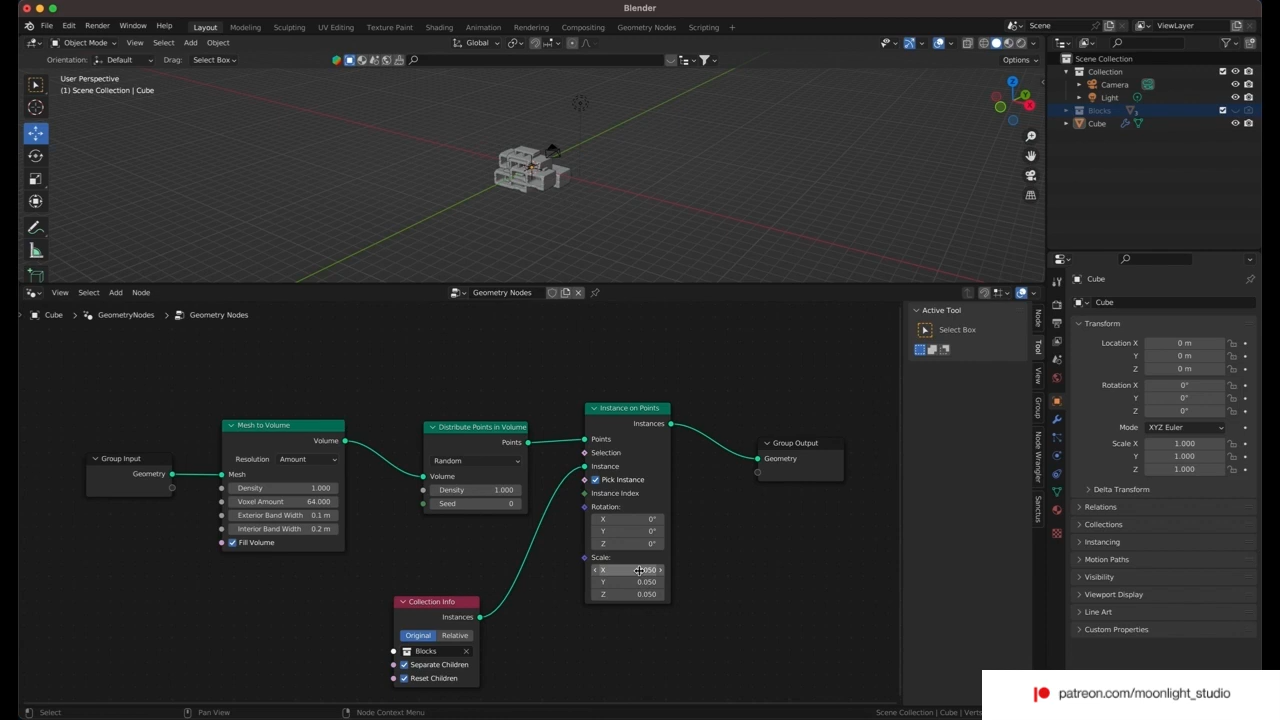 Blender
File Edit Render Window Help
Layout Modeling Sculpting UV Editing Texture Paint Shading Animation Rendering Compositing Geometry Nodes Scripting
Scene ViewLayer
Object Mode View Select Add Object Global
Orientation: Default Drag: Select Box Options
User Perspective
(1) Scene Collection | Cube
Z
Y
X
Scene Collection
Collection
Camera
Light
Blocks
3
Cube
View Select Add Node Geometry Nodes
Cube > GeometryNodes > Geometry Nodes
Group Input
Geometry
Mesh to Volume
Volume
Resolution Amount
Mesh
Density 1.000
Voxel Amount 64.000
Exterior Band Width 0.1 m
Interior Band Width 0.2 m
Fill Volume
Distribute Points in Volume
Points
Random
Volume
Density 1.000
Seed 0
Collection Info
Instances
Original Relative
Blocks
Separate Children
Reset Children
Instance on Points
Instances
Points
Selection
Instance
Pick Instance
Instance Index
Rotation:
X 0°
Y 0°
Z 0°
Scale:
X
Y 0.050
Z 0.050
Group Output
Geometry
Active Tool
Select Box
Node
Tool
View
Group
Node Wrangler
Sanctus
Cube
Cube
Transform
Location X 0 m
Y 0 m
Z 0 m
Rotation X 0°
Y 0°
Z 0°
Mode XYZ Euler
Scale X 1.000
Y 1.000
Z 1.000
Delta Transform
Relations
Collections
Instancing
Motion Paths
Visibility
Viewport Display
Line Art
Custom Properties
Select Pan View Node Context Menu Scene Collection | Cube | Verts
patreon.com/moonlight_studio